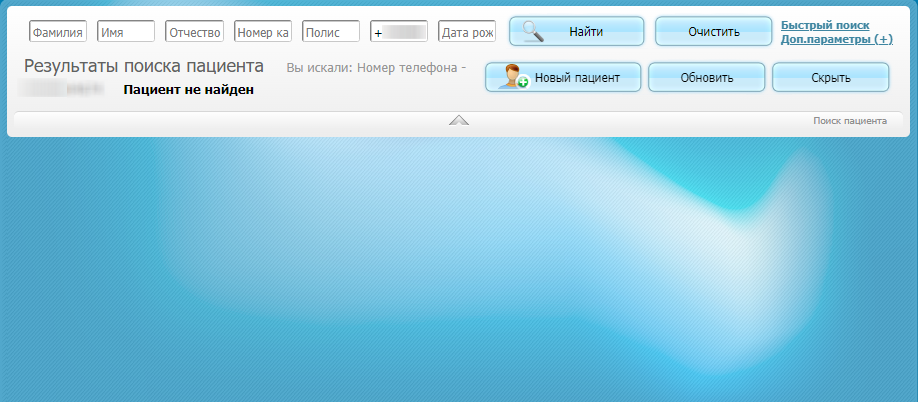 Фамилия Имя Отчество Номер ка Полис + Дата рож Найти Очистить Быстрый поиск
Доп.параметры (+)
Результаты поиска пациента Вы искали: Номер телефона - Новый пациент Обновить Скрыть
Пациент не найден
Поиск пациента